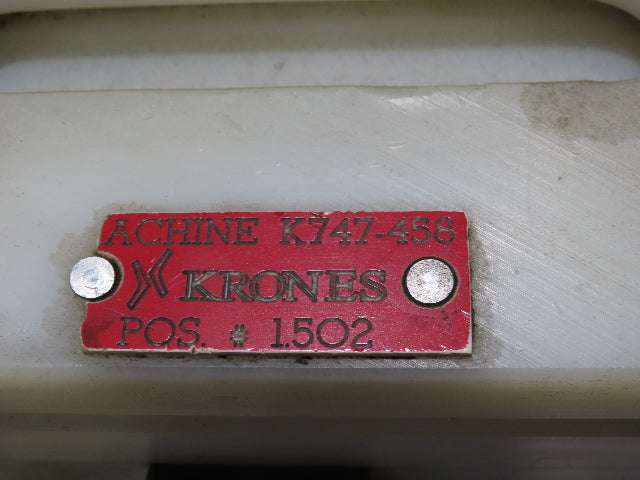 ACHINE K747-458
KRONES
POS. # 1.502